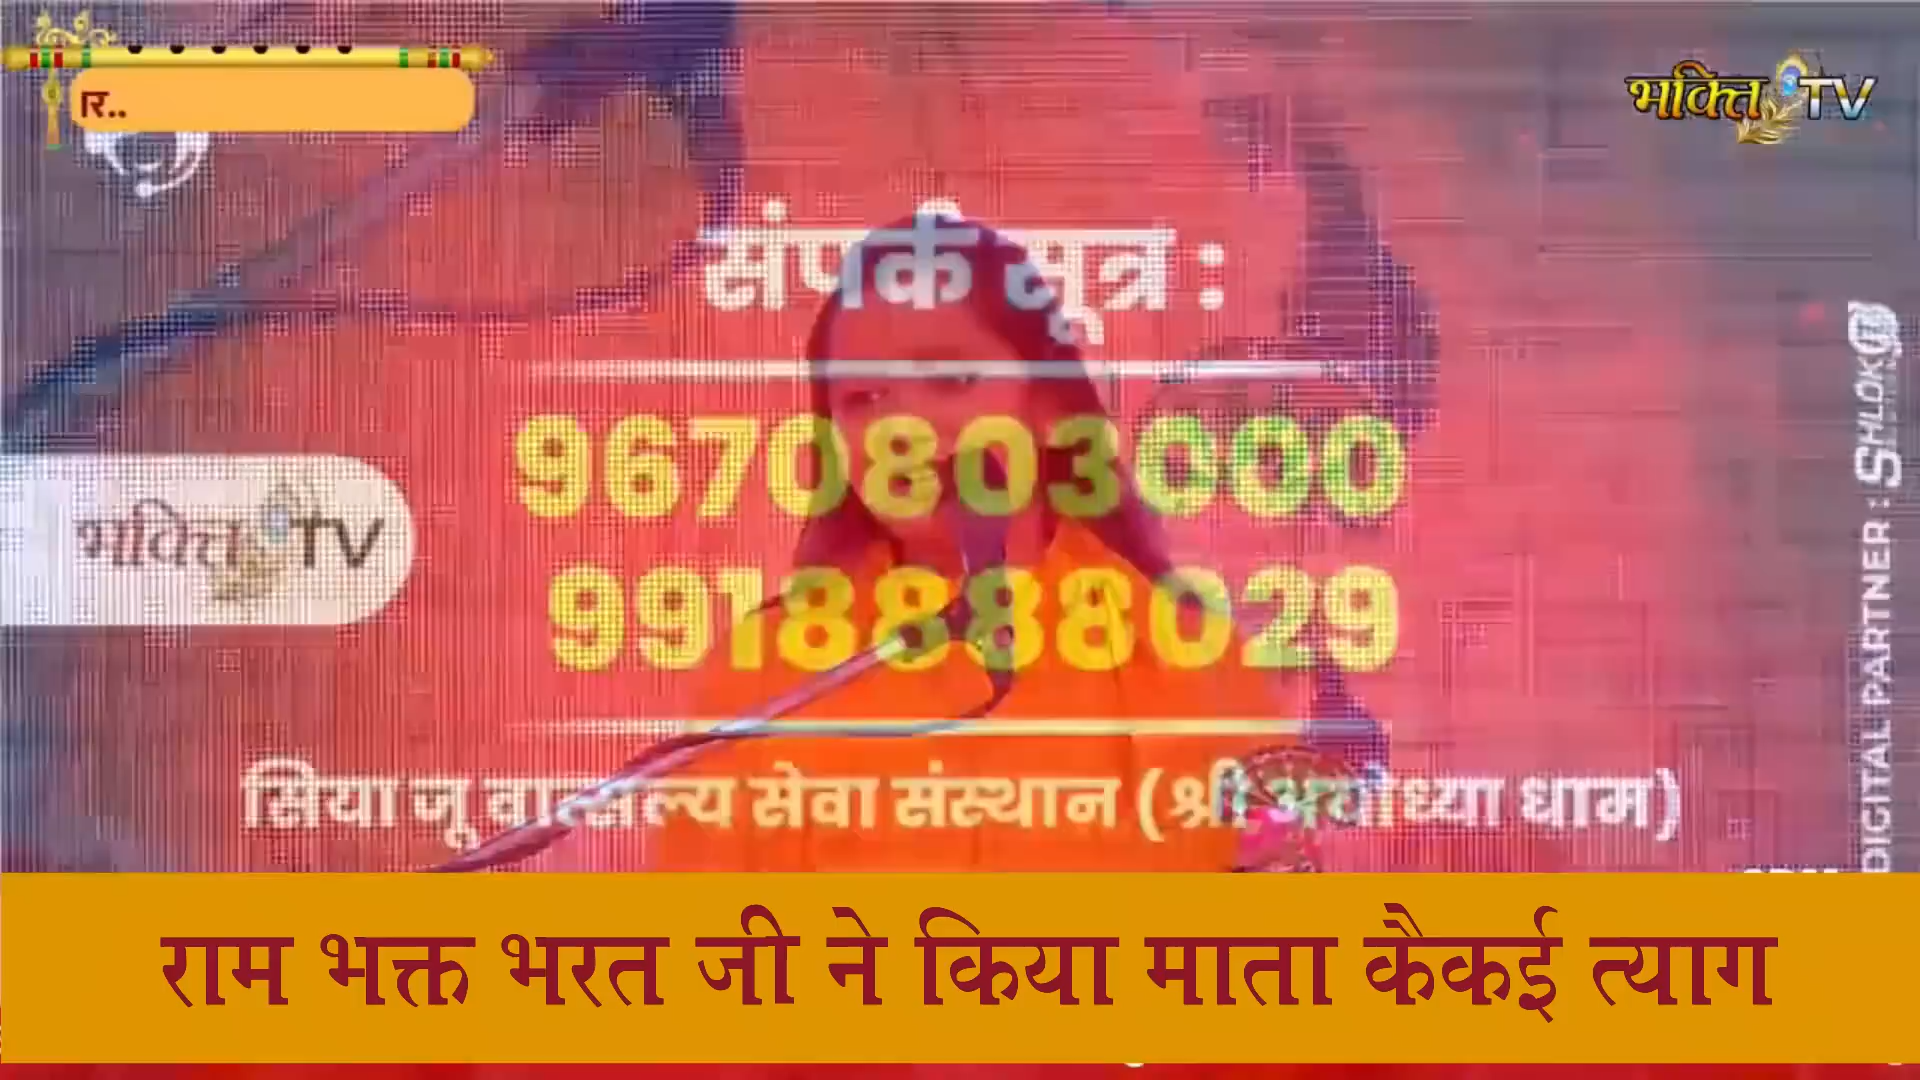 रि..
भक्ति TV
संपर्क सूत्र :
9670803000
भक्ति TV
9918888029
सिया जू वात्सल्य सेवा संस्थान (श्री अयोध्या धाम)
DIGITAL PARTNER : SHLOK
राम भक्त भरत जी ने किया माता कैकई त्याग